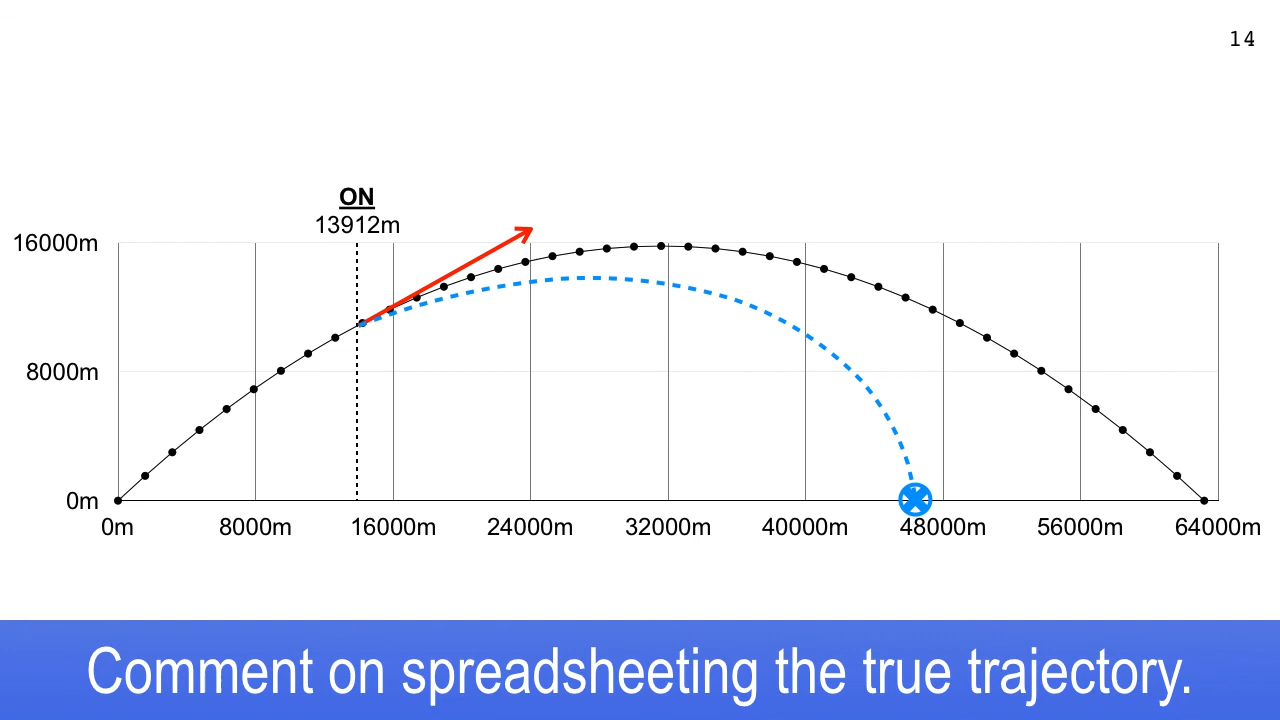 14
ON
13912m
16000m
8000m
0m
0m 8000m 16000m 24000m 32000m 40000m 48000m 56000m 64000m
Comment on spreadsheeting the true trajectory.